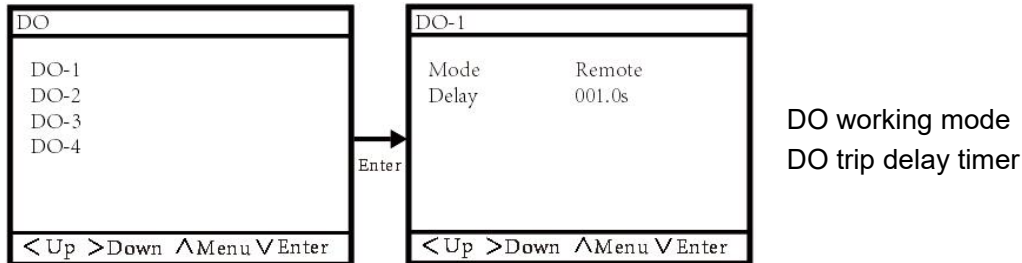 DO
DO-1
DO-2
DO-3
DO-4
<Up >Down ∧Menu ∨Enter
Enter
DO-1
Mode Remote
Delay 001.0s
<Up >Down ∧Menu ∨Enter
DO working mode
DO trip delay timer